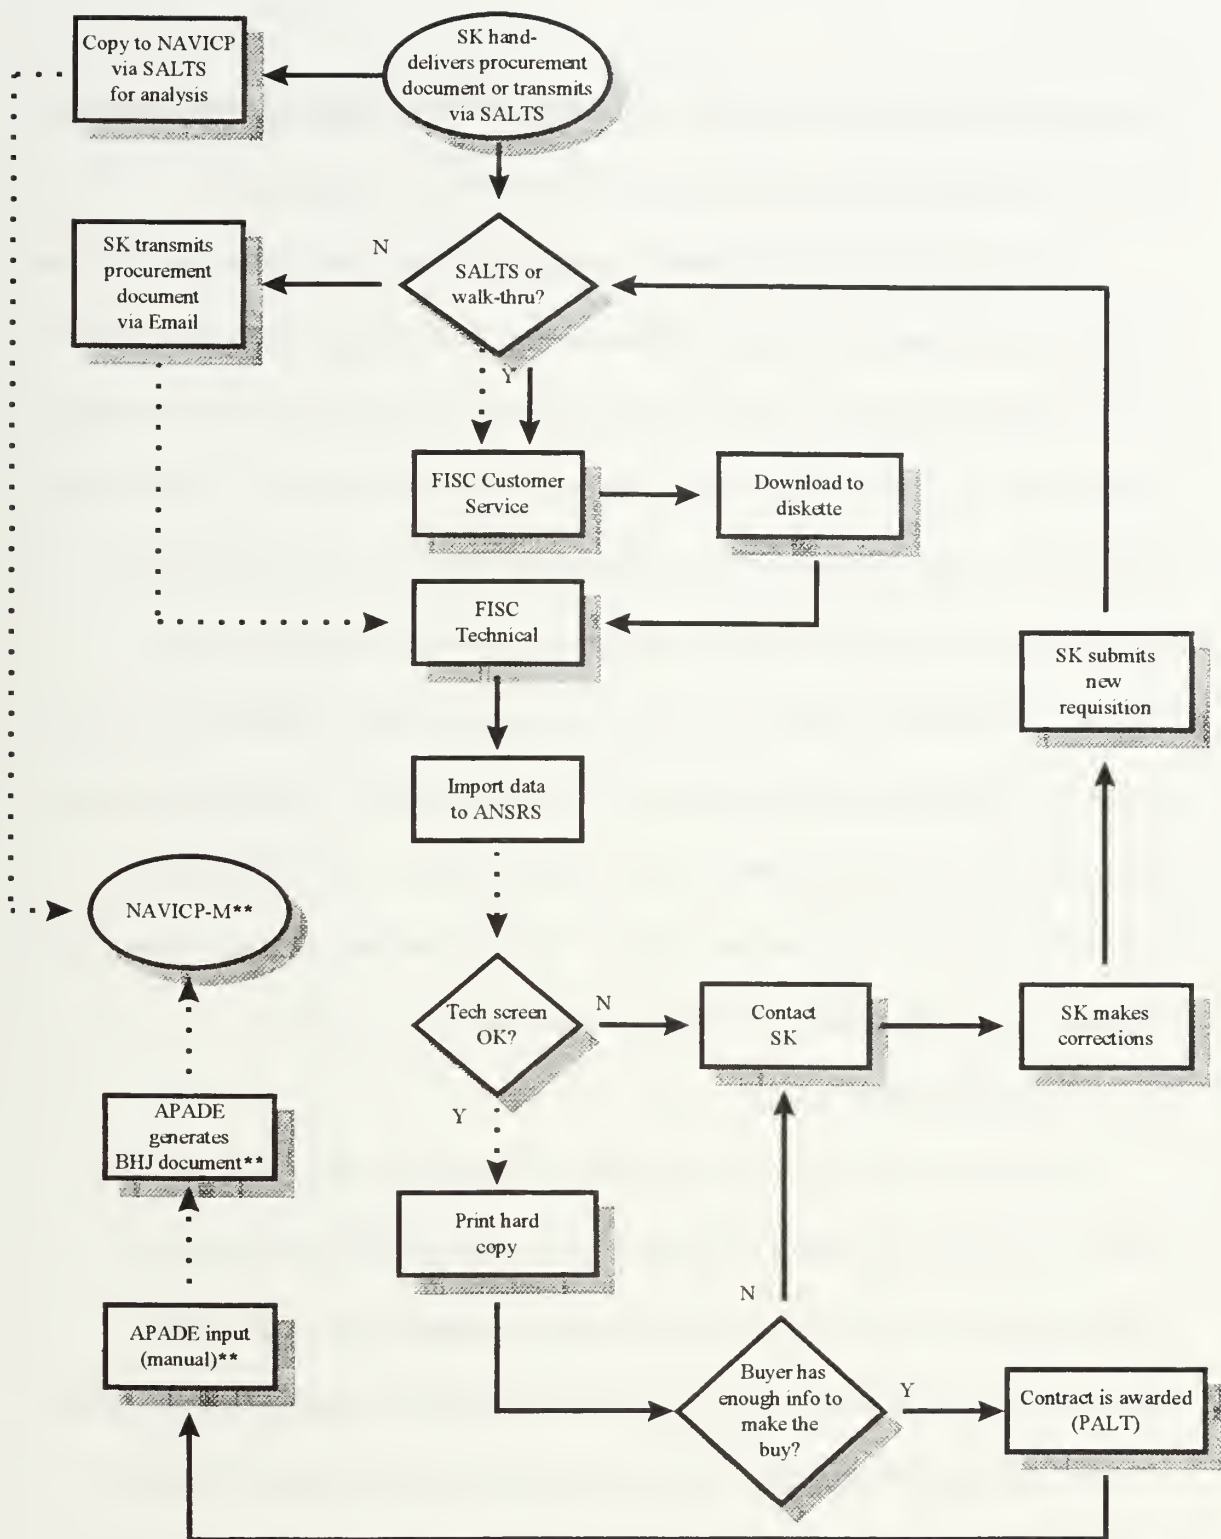 Copy to NAVICP
via SALTS
for analysis
SK hand-
delivers procurement
document or transmits
via SALTS
SK transmits
procurement
document
via Email
N
SALTS or
walk-thru?
Y
FISC Customer
Service
Download to
diskette
FISC
Technical
SK submits
new
requisition
Import data
to ANSRS
NAVICP-M**
Tech screen
OK?
N
Contact
SK
SK makes
corrections
Y
APADE
generates
BHJ document**
Print hard
copy
N
APADE input
(manual)**
Buyer has
enough info to
make the
buy?
Y
Contract is awarded
(PALT)